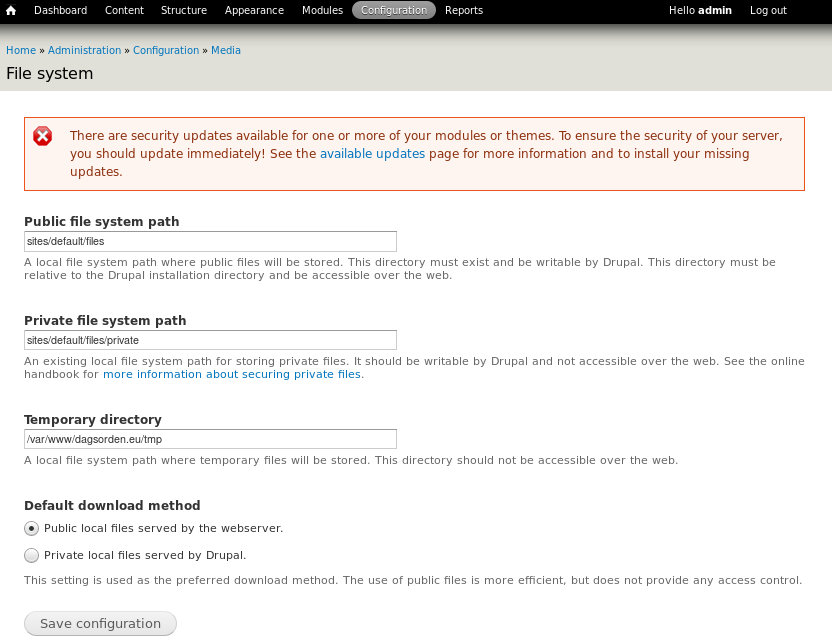 Dashboard Content Structure Appearance Modules Configuration Reports Hello admin Log out
Home » Administration » Configuration » Media
File system
There are security updates available for one or more of your modules or themes. To ensure the security of your server,
you should update immediately! See the available updates page for more information and to install your missing
updates.
Public file system path
sites/default/files
A local file system path where public files will be stored. This directory must exist and be writable by Drupal. This directory must be
relative to the Drupal installation directory and be accessible over the web.
Private file system path
sites/default/files/private
An existing local file system path for storing private files. It should be writable by Drupal and not accessible over the web. See the online
handbook for more information about securing private files.
Temporary directory
/var/www/dagsorden.eu/tmp
A local file system path where temporary files will be stored. This directory should not be accessible over the web.
Default download method
Public local files served by the webserver.
Private local files served by Drupal.
This setting is used as the preferred download method. The use of public files is more efficient, but does not provide any access control.
Save configuration